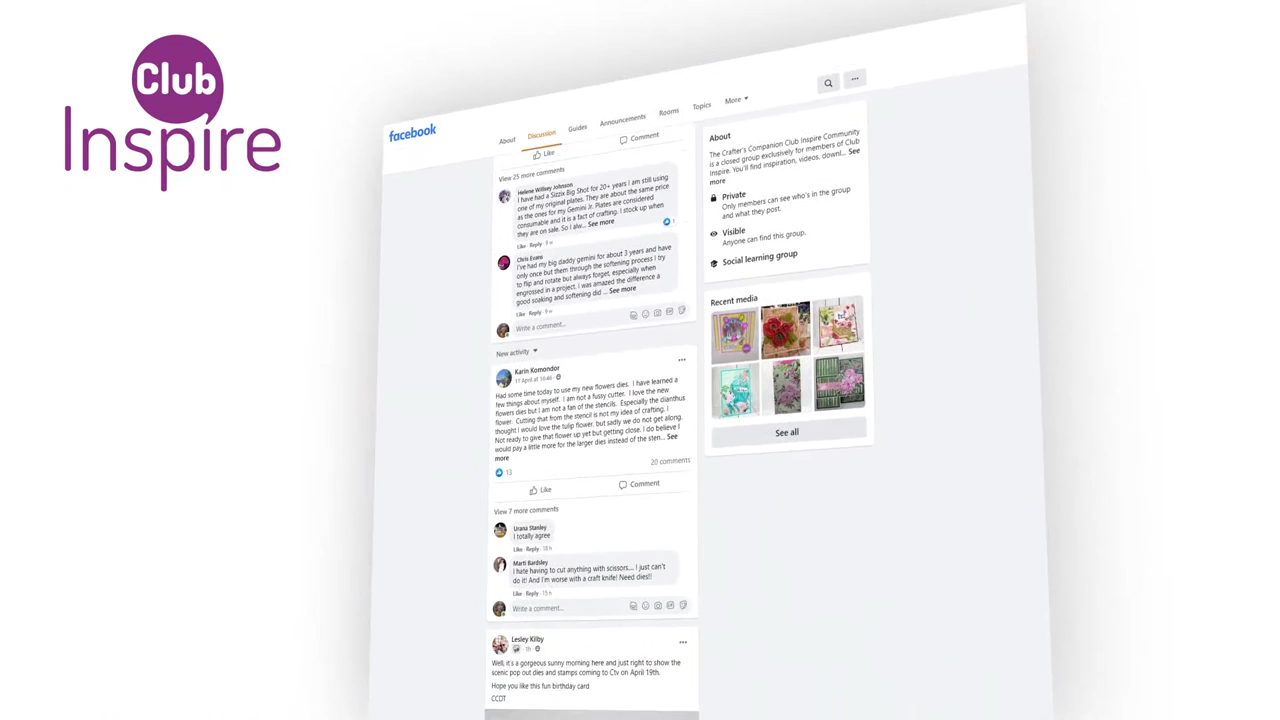 Club
Inspire
facebook
About
Discussion
Guides
Announcements
Rooms
Topics
More
Like
Comment
View 25 more comments
Helene Willsey Johnson
I have had a Sizzix Big Shot for 20+ years I am still using
one of my original plates. They are about the same price
as the ones for my Gemini Jr. Plates are considered
consumable and it is a fact of crafting. I stock up when
they are on sale. So I alw... See more
1
Like · Reply · 9 w
Chris Evans
I've had my big daddy gemini for about 3 years and have
only once but them through the softening process I try
to flip and rotate but always forget, especially when
engrossed in a project. I was amazed the difference a
good soaking and softening did ... See more
Like · Reply · 9 w
Write a comment...
New activity
Karin Komondor
11 April at 16:46 ·
Had some time today to use my new flowers dies. I have learned a
few things about myself. I am not a fussy cutter. I love the new
flowers dies but I am not a fan of the stencils. Especially the dianthus
flower. Cutting that from the stencil is not my idea of crafting. I
thought I would love the tulip flower, but sadly we do not get along.
Not ready to give that flower up yet but getting close. I do believe I
would pay a little more for the larger dies instead of the sten... See
more
13
20 comments
Like
Comment
View 7 more comments
Urana Stanley
I totally agree
Like · Reply · 18 h
Marti Bardsley
I hate having to cut anything with scissors.... I just can't
do it! And I'm worse with a craft knife! Need dies!!
Like · Reply · 15 h
Write a comment...
Lesley Kilby
1h ·
Well, it's a gorgeous sunny morning here and just right to show the
scenic pop out dies and stamps coming to Ctv on April 19th.
Hope you like this fun birthday card
CCDT
About
The Crafter's Companion Club Inspire Community
is a closed group exclusively for members of Club
Inspire. You'll find inspiration, videos, downl... See
more
Private
Only members can see who's in the group
and what they post.
Visible
Anyone can find this group.
Social learning group
Recent media
See all